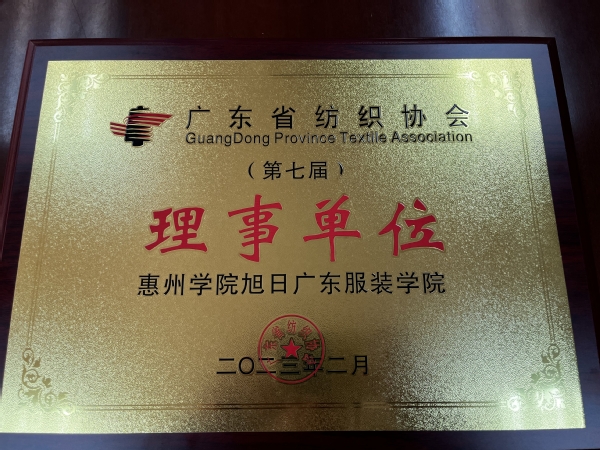 广东省纺织协会
GuangDong Province Textile Association
（第七届）
理事单位
惠州学院旭日广东服装学院
二〇二三年二月